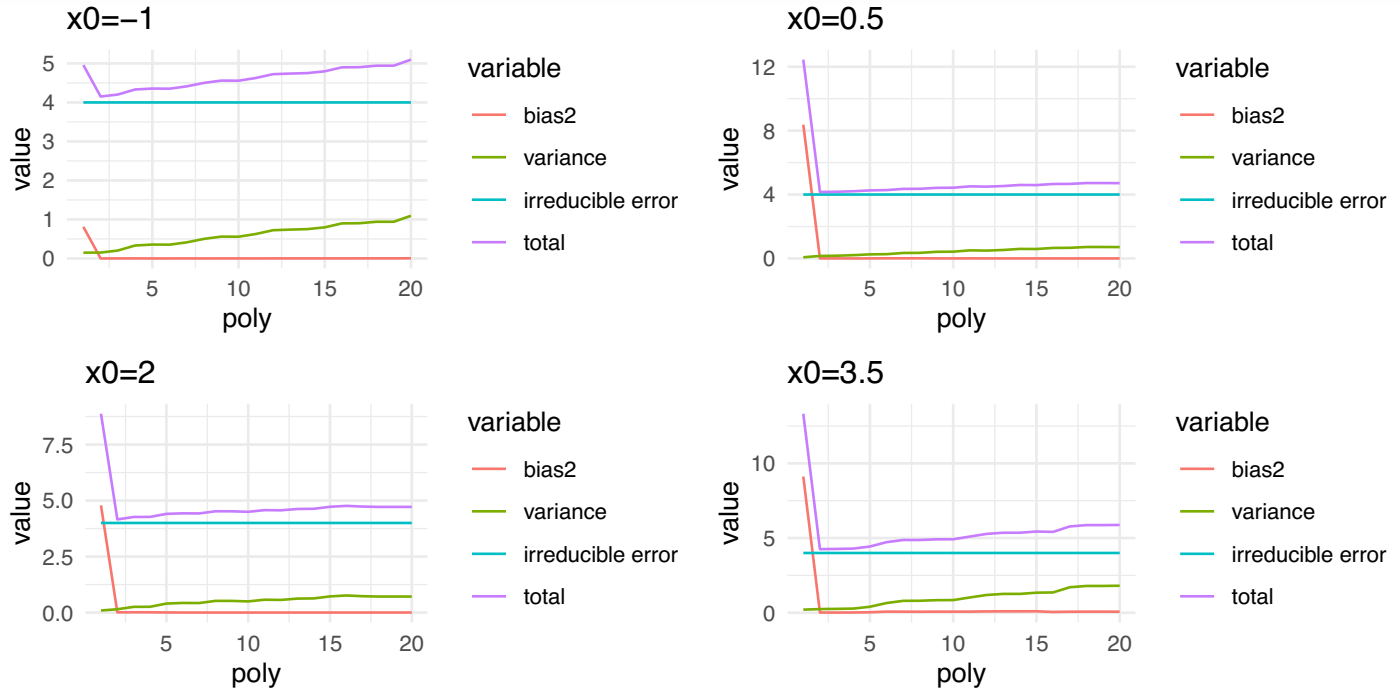 x0=−1
variable
bias2
variance
irreducible error
total
value
5
4
3
2
1
0
5
10
15
20
poly
x0=0.5
variable
bias2
variance
irreducible error
total
value
12
8
4
0
5
10
15
20
poly
x0=2
variable
bias2
variance
irreducible error
total
value
7.5
5.0
2.5
0.0
5
10
15
20
poly
x0=3.5
variable
bias2
variance
irreducible error
total
value
10
5
0
5
10
15
20
poly